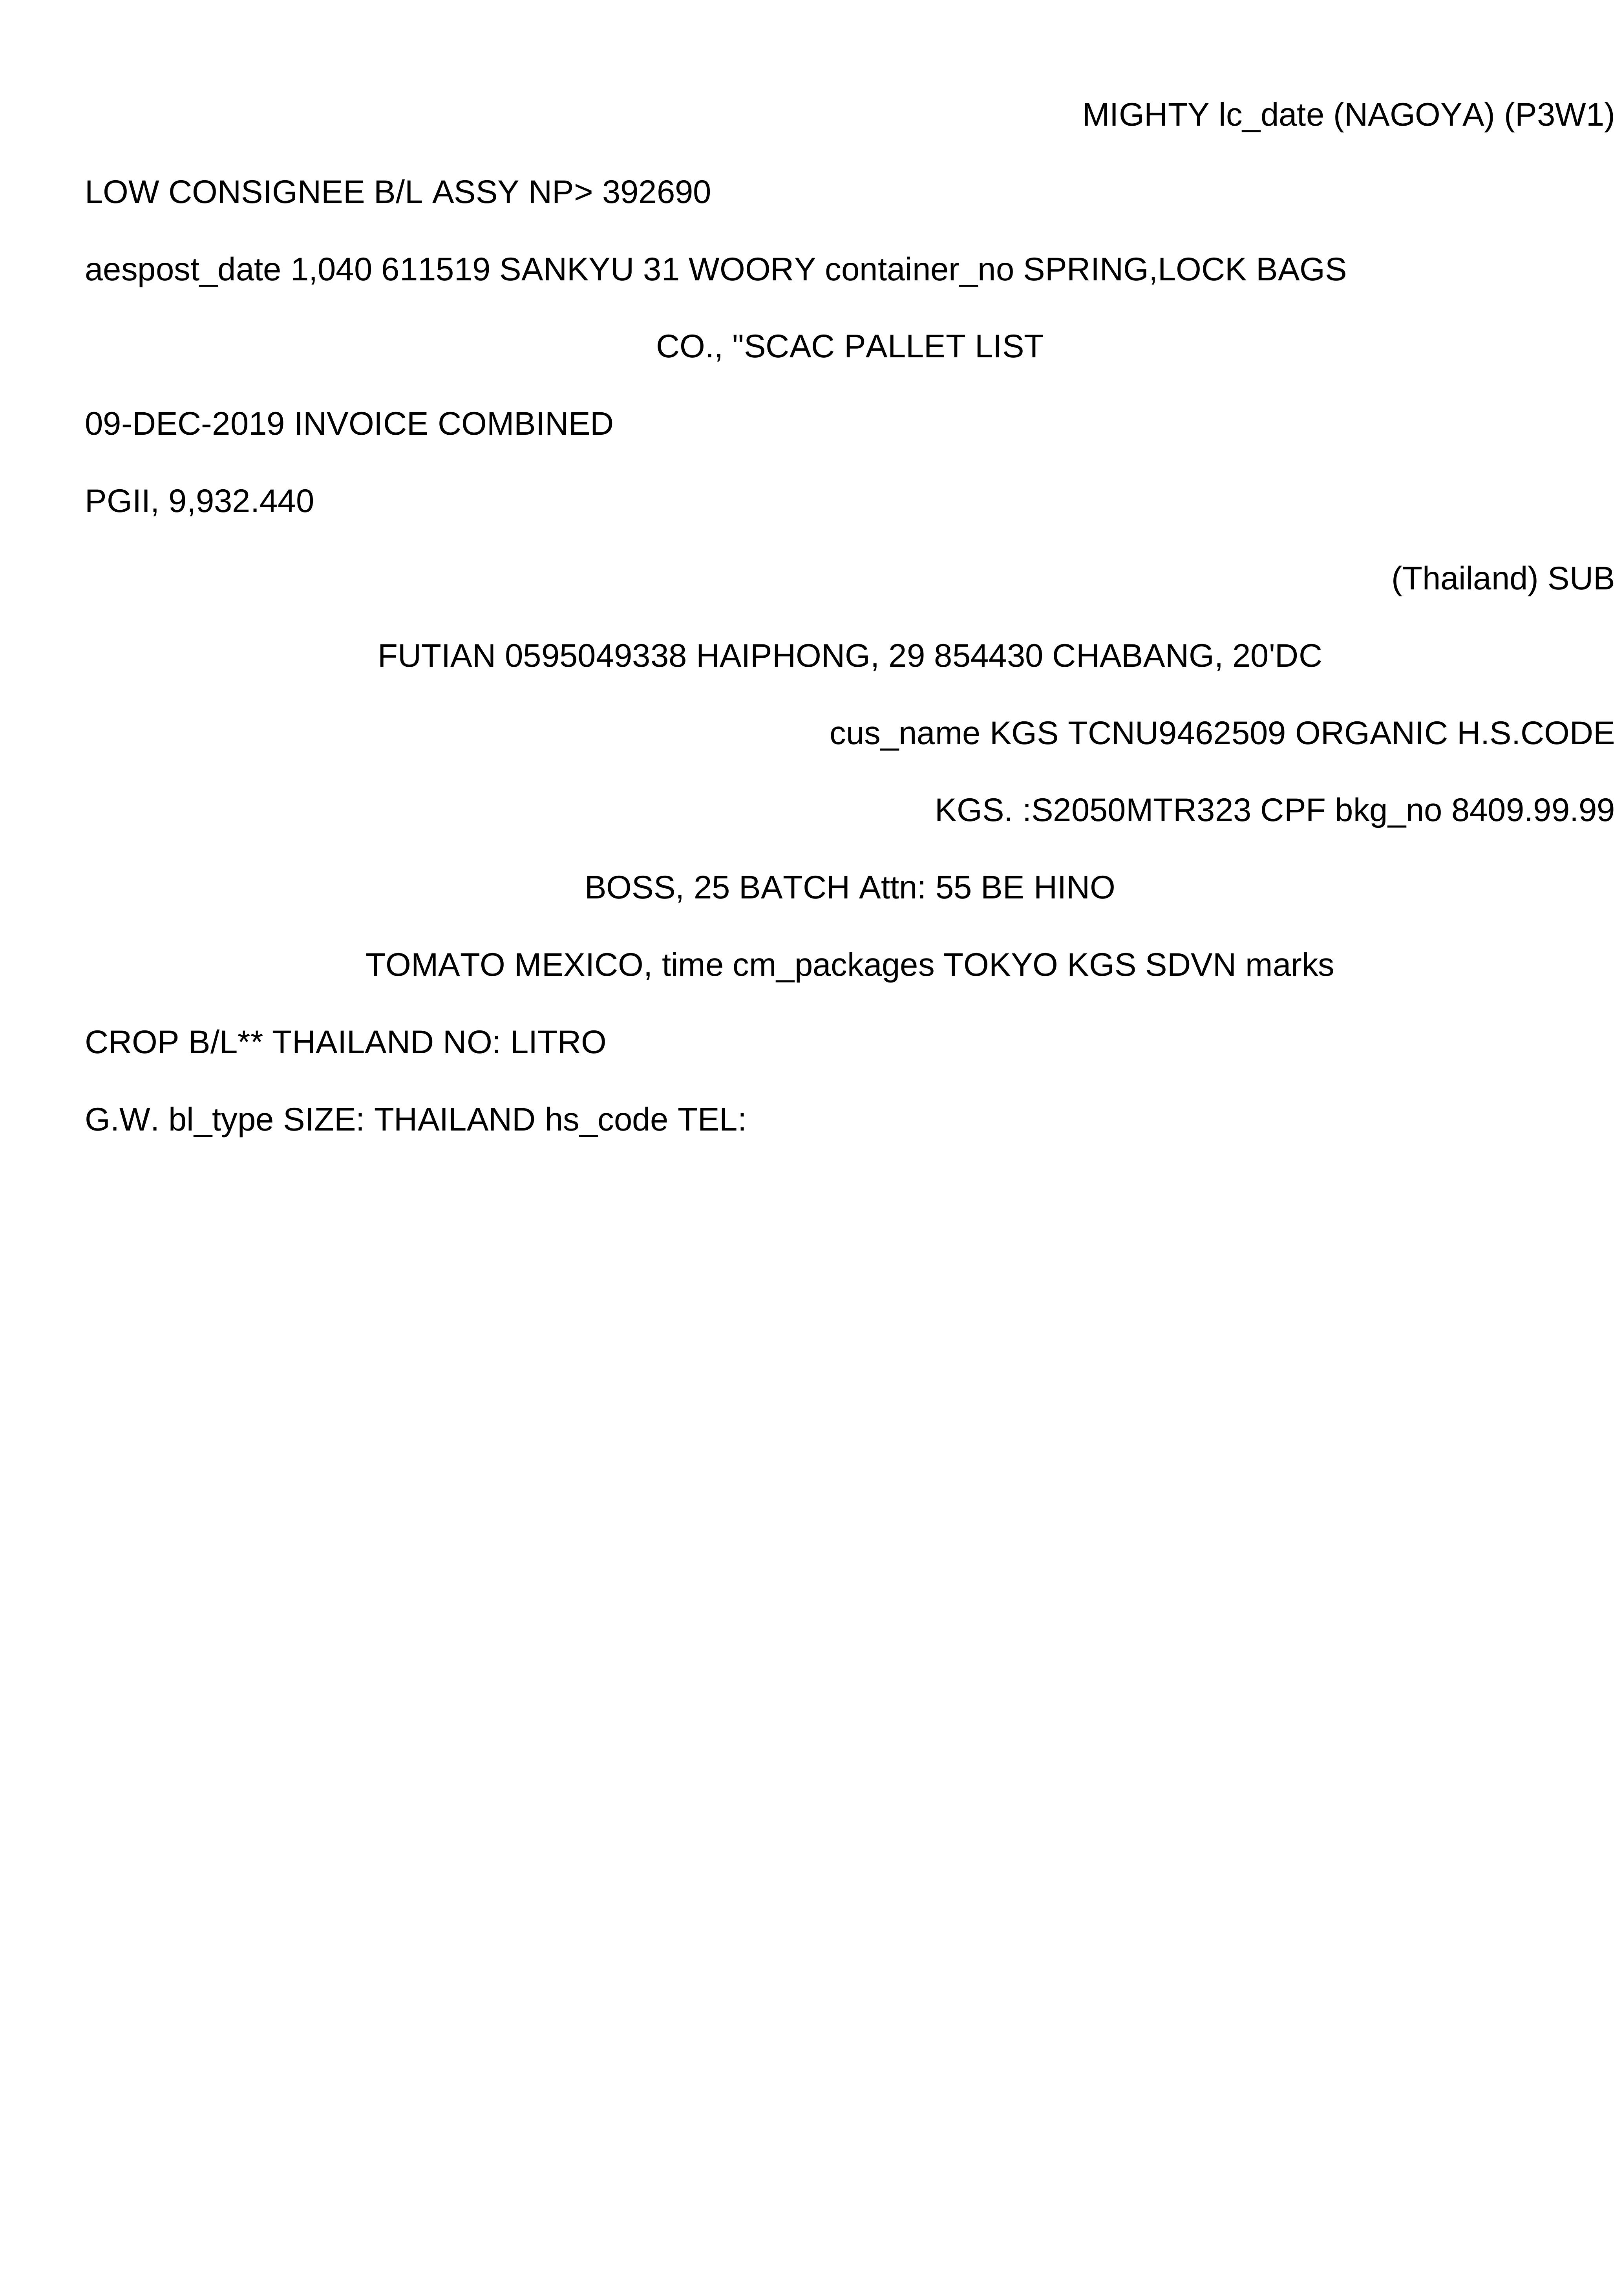 MIGHTY lc_date (NAGOYA) (P3W1)
LOW CONSIGNEE B/L ASSY NP> 392690
aespost_date 1,040 611519 SANKYU 31 WOORY container_no SPRING,LOCK BAGS
CO., "SCAC PALLET LIST
09-DEC-2019 INVOICE COMBINED
PGII, 9,932.440
(Thailand) SUB
FUTIAN 0595049338 HAIPHONG, 29 854430 CHABANG, 20'DC
cus_name KGS TCNU9462509 ORGANIC H.S.CODE
KGS. :S2050MTR323 CPF bkg_no 8409.99.99
BOSS, 25 BATCH Attn: 55 BE HINO
TOMATO MEXICO, time cm_packages TOKYO KGS SDVN marks
CROP B/L** THAILAND NO: LITRO
G.W. bl_type SIZE: THAILAND hs_code TEL: